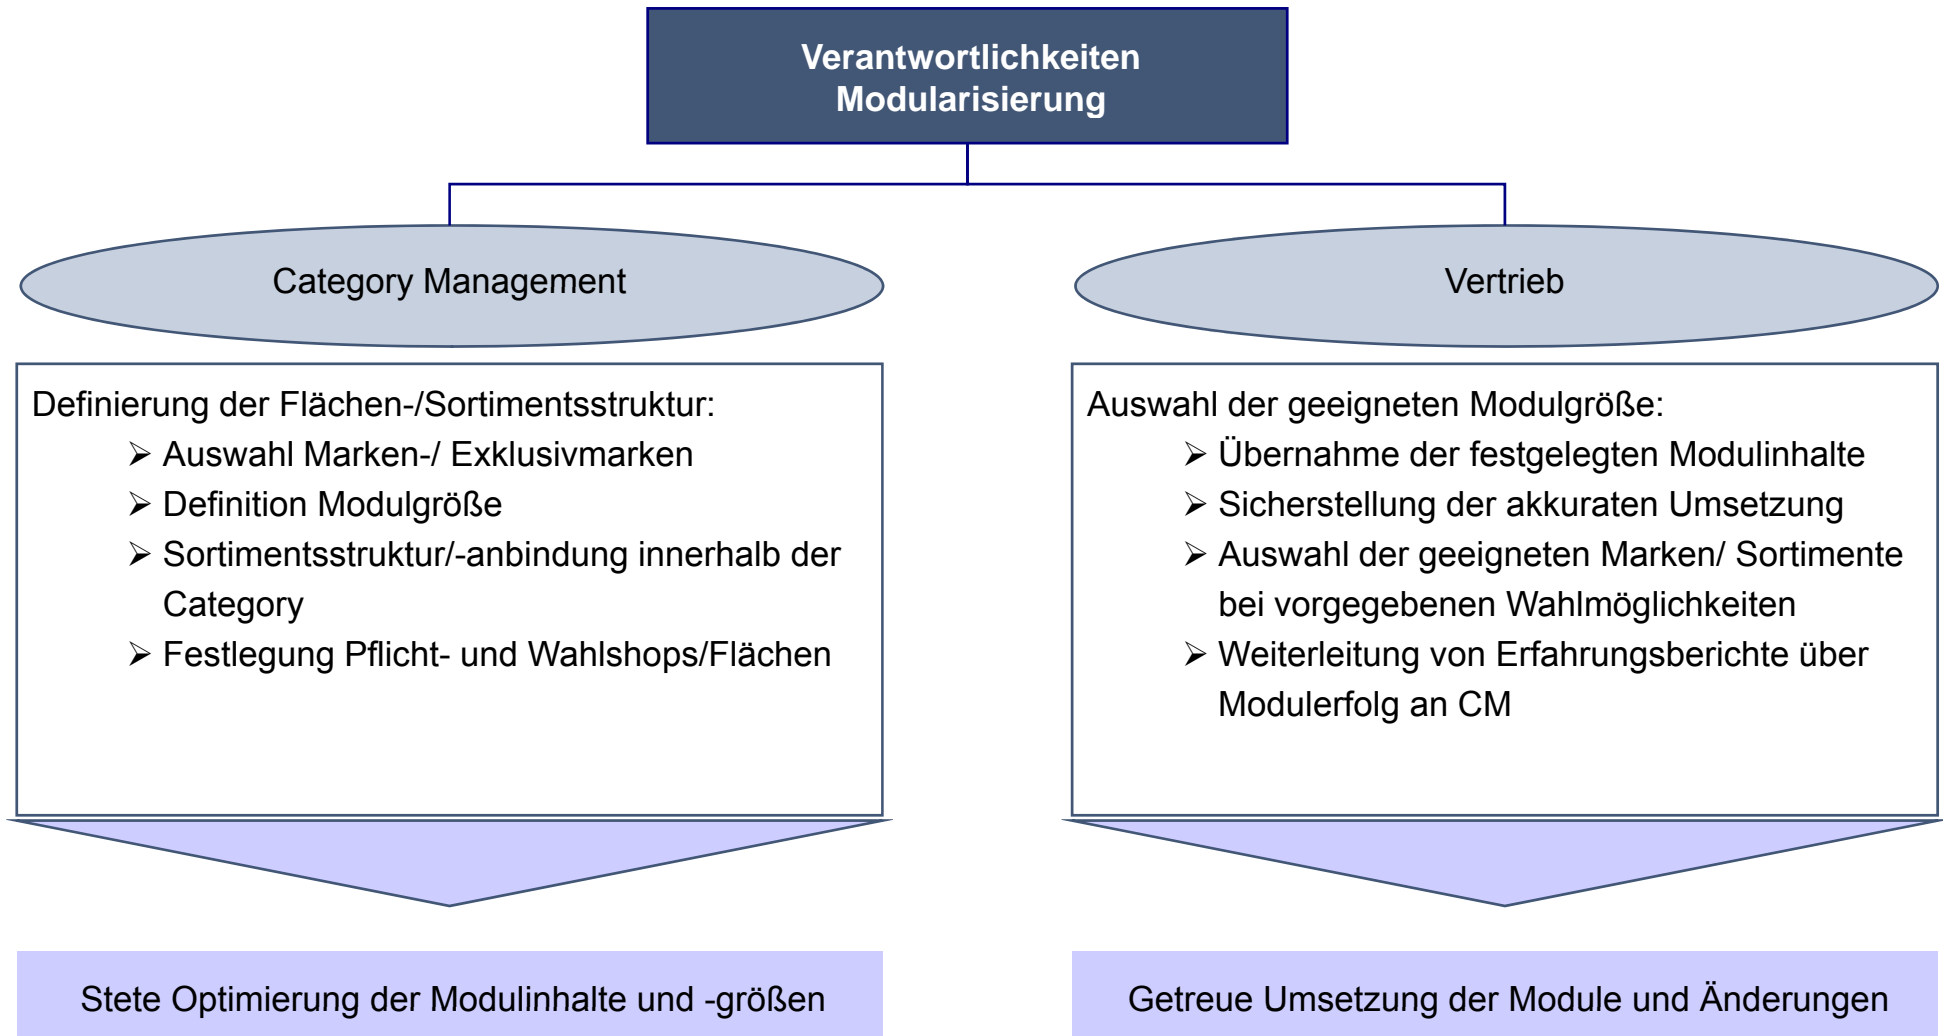 Verantwortlichkeiten
Modularisierung
Category Management
Definierung der Flächen-/Sortimentsstruktur:
➢ Auswahl Marken-/ Exklusivmarken
➢ Definition Modulgröße
➢ Sortimentsstruktur/-anbindung innerhalb der
Category
➢ Festlegung Pflicht- und Wahlshops/Flächen
Stete Optimierung der Modulinhalte und -größen
Vertrieb
Auswahl der geeigneten Modulgröße:
➢ Übernahme der festgelegten Modulinhalte
➢ Sicherstellung der akkuraten Umsetzung
➢ Auswahl der geeigneten Marken/ Sortimente
bei vorgegebenen Wahlmöglichkeiten
➢ Weiterleitung von Erfahrungsberichte über
Modulerfolg an CM
Getreue Umsetzung der Module und Änderungen